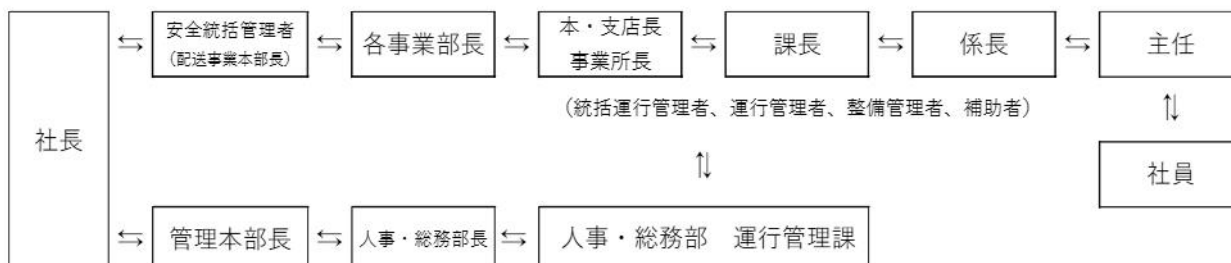 社長
⇆
安全統括管理者
(配送事業本部長)
⇆
各事業部長
⇆
本・支店長
事業所長
⇆
課長
⇆
係長
⇆
主任
(統括運行管理者、運行管理者、整備管理者、補助者)
⇅
⇅
社員
⇆
管理本部長
⇆
人事・総務部長
⇆
人事・総務部　運行管理課